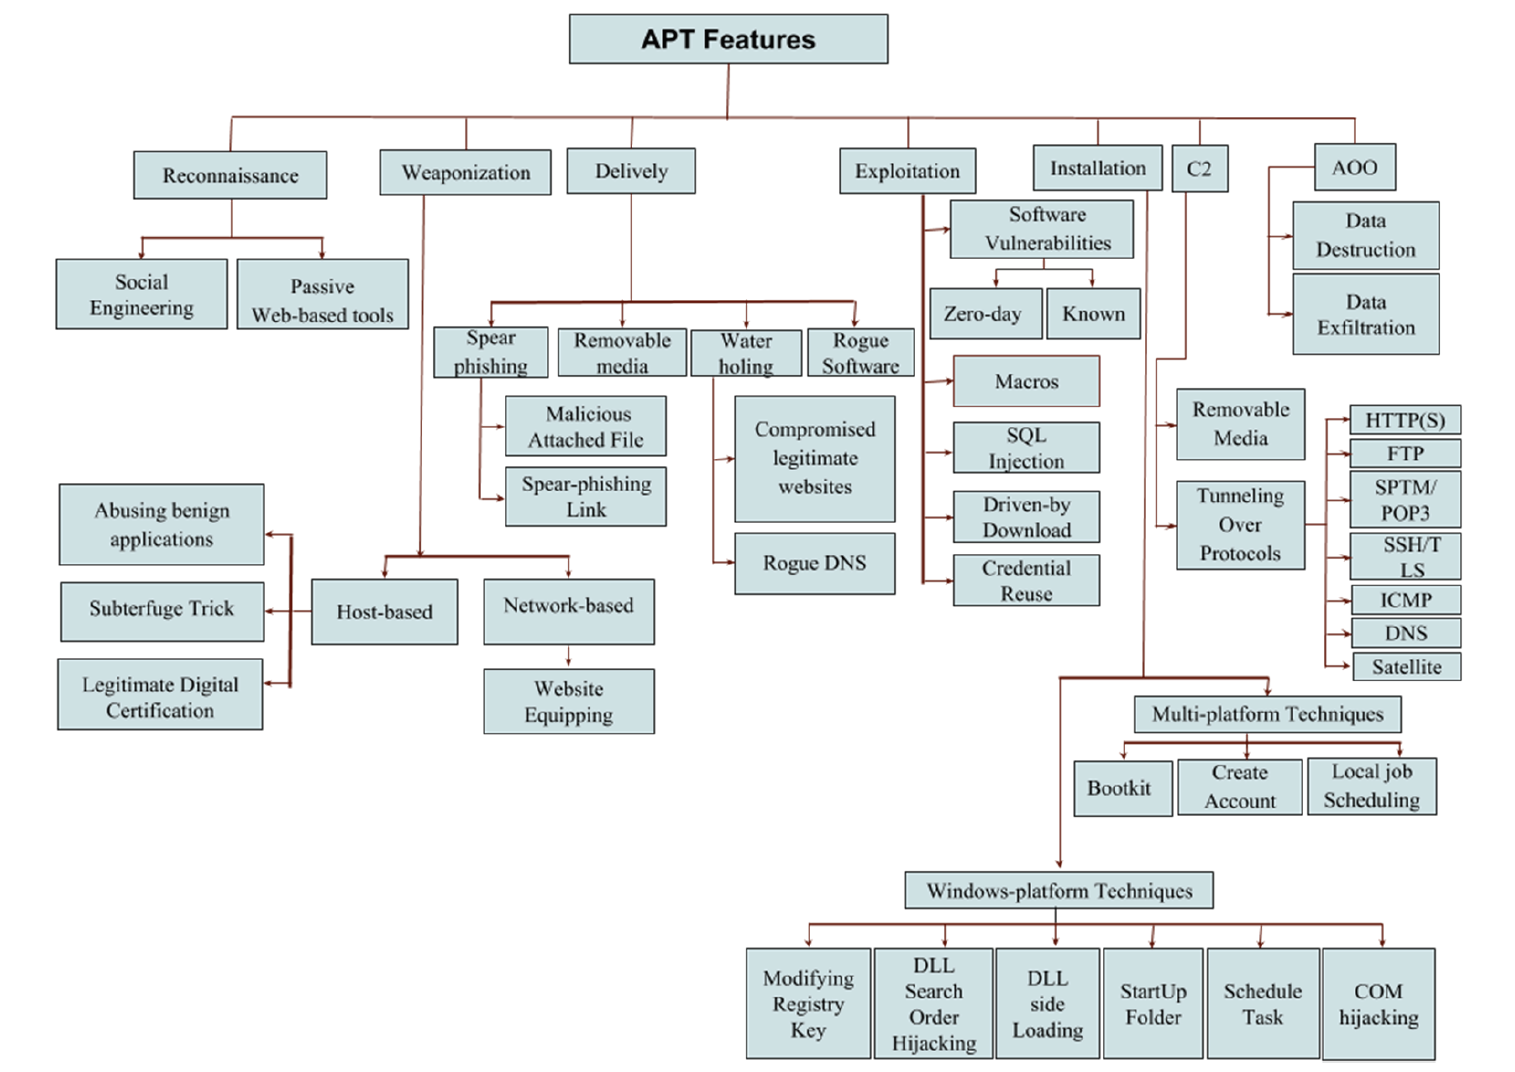 APT Features
Reconnaissance
Weaponization
Delively
Exploitation
Installation
C2
AOO
Social
Engineering
Passive
Web-based tools
Spear
phishing
Malicious
Attached File
Spear-phishing
Link
Removable
media
Water
holing
Compromised
legitimate
websites
Rogue DNS
Rogue
Software
Software
Vulnerabilities
Zero-day
Known
Macros
SQL
Injection
Driven-by
Download
Credential
Reuse
Data
Destruction
Data
Exfiltration
Removable
Media
Tunneling
Over
Protocols
HTTP(S)
FTP
SPTM/
POP3
SSH/T
LS
ICMP
DNS
Satellite
Abusing benign
applications
Subterfuge Trick
Legitimate Digital
Certification
Host-based
Network-based
Website
Equipping
Multi-platform Techniques
Bootkit
Create
Account
Local job
Scheduling
Windows-platform Techniques
Modifying
Registry
Key
DLL
Search
Order
Hijacking
DLL
side
Loading
StartUp
Folder
Schedule
Task
COM
hijacking